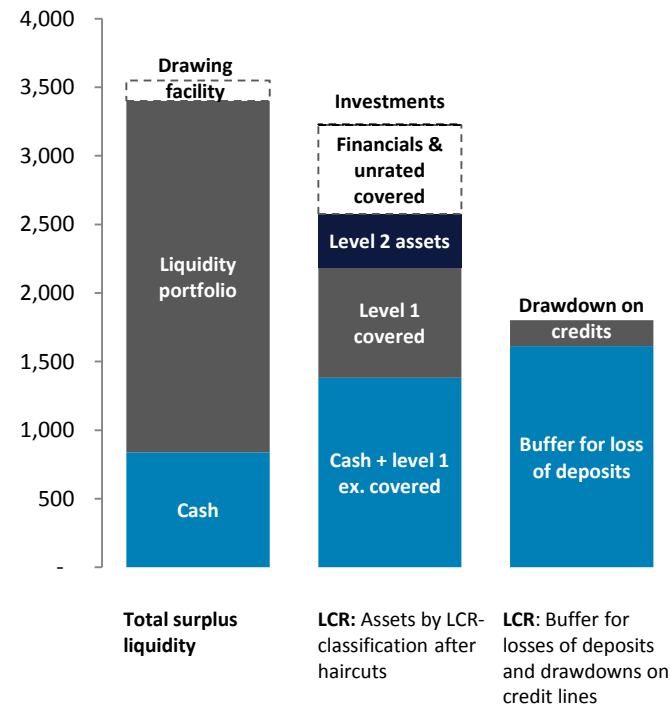 4,000
3,500
3,000
2,500
2,000
1,500
1,000
500
-
Drawing
facility
Liquidity
portfolio
Cash
Investments
Financials &
unrated
covered
Level 2 assets
Level 1
covered
Cash + level 1
ex. covered
Drawdown on
credits
Buffer for loss
of deposits
Total surplus
liquidity
LCR: Assets by LCR-
classification after
haircuts
LCR: Buffer for
losses of deposits
and drawdowns on
credit lines